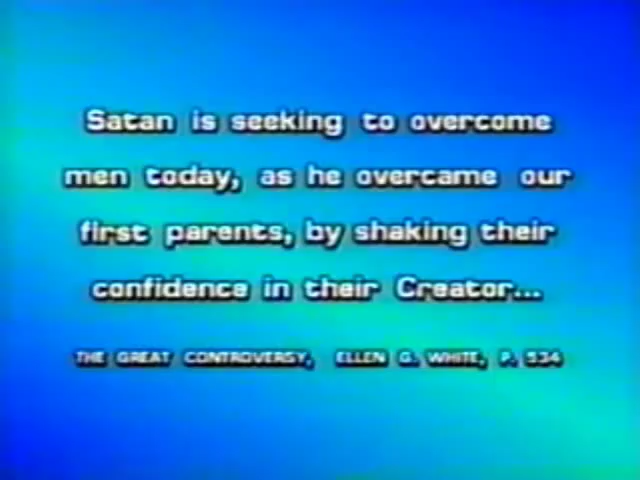 Satan is seeking to overcome
men today, as he overcame our
first parents, by shaking their
confidence in their Creator...
THE GREAT CONTROVERSY, ELLEN G. WHITE, P. 534